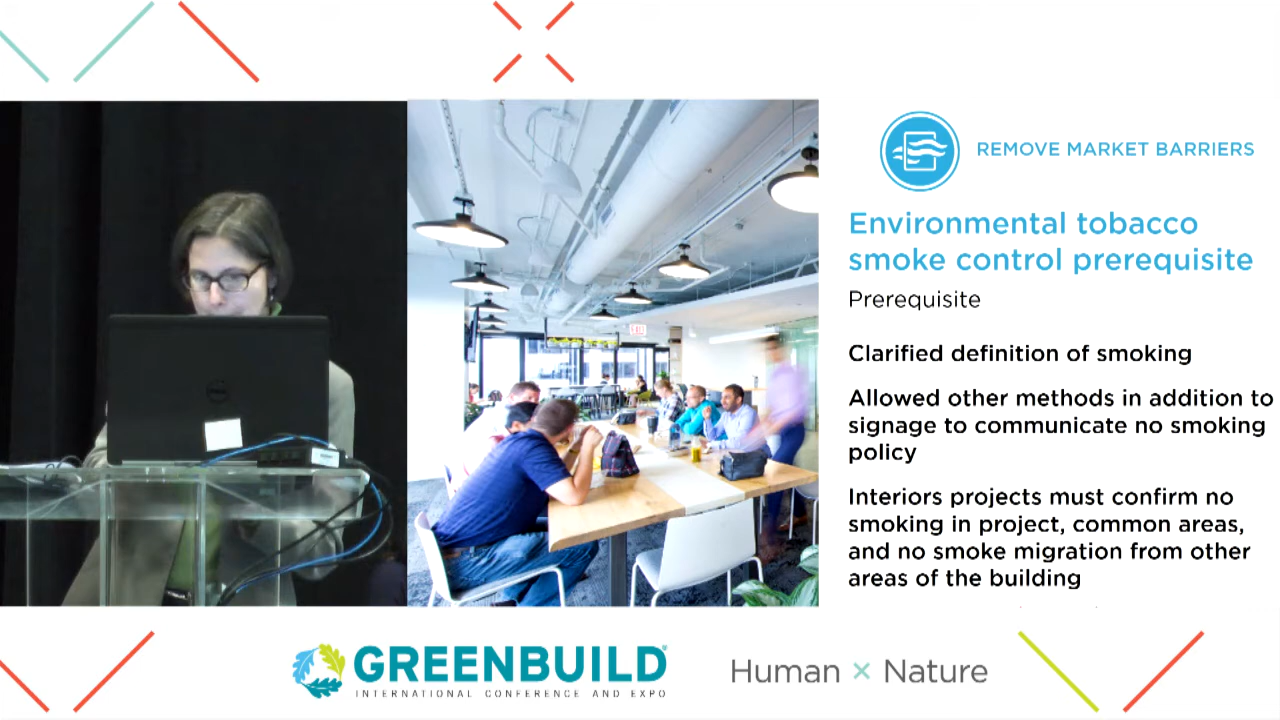 REMOVE MARKET BARRIERS
Environmental tobacco
smoke control prerequisite
Prerequisite
Clarified definition of smoking
Allowed other methods in addition to
signage to communicate no smoking
policy
Interiors projects must confirm no
smoking in project, common areas,
and no smoke migration from other
areas of the building
GREENBUILD
INTERNATIONAL CONFERENCE AND EXPO
Human × Nature